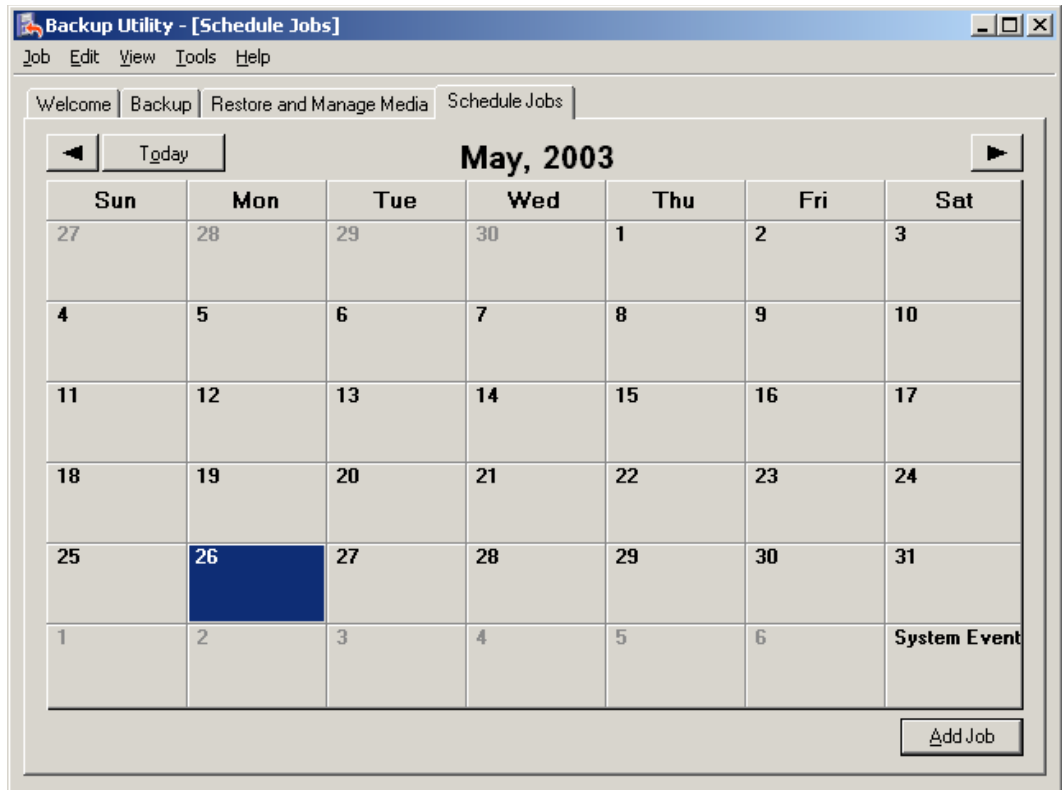 Backup Utility - [Schedule Jobs]
Job Edit View Tools Help
Welcome Backup Restore and Manage Media Schedule Jobs
Today May, 2003
Sun Mon Tue Wed Thu Fri Sat
27 28 29 30 1 2 3
4 5 6 7 8 9 10
11 12 13 14 15 16 17
18 19 20 21 22 23 24
25 26 27 28 29 30 31
1 2 3 4 5 6 System Event
Add Job